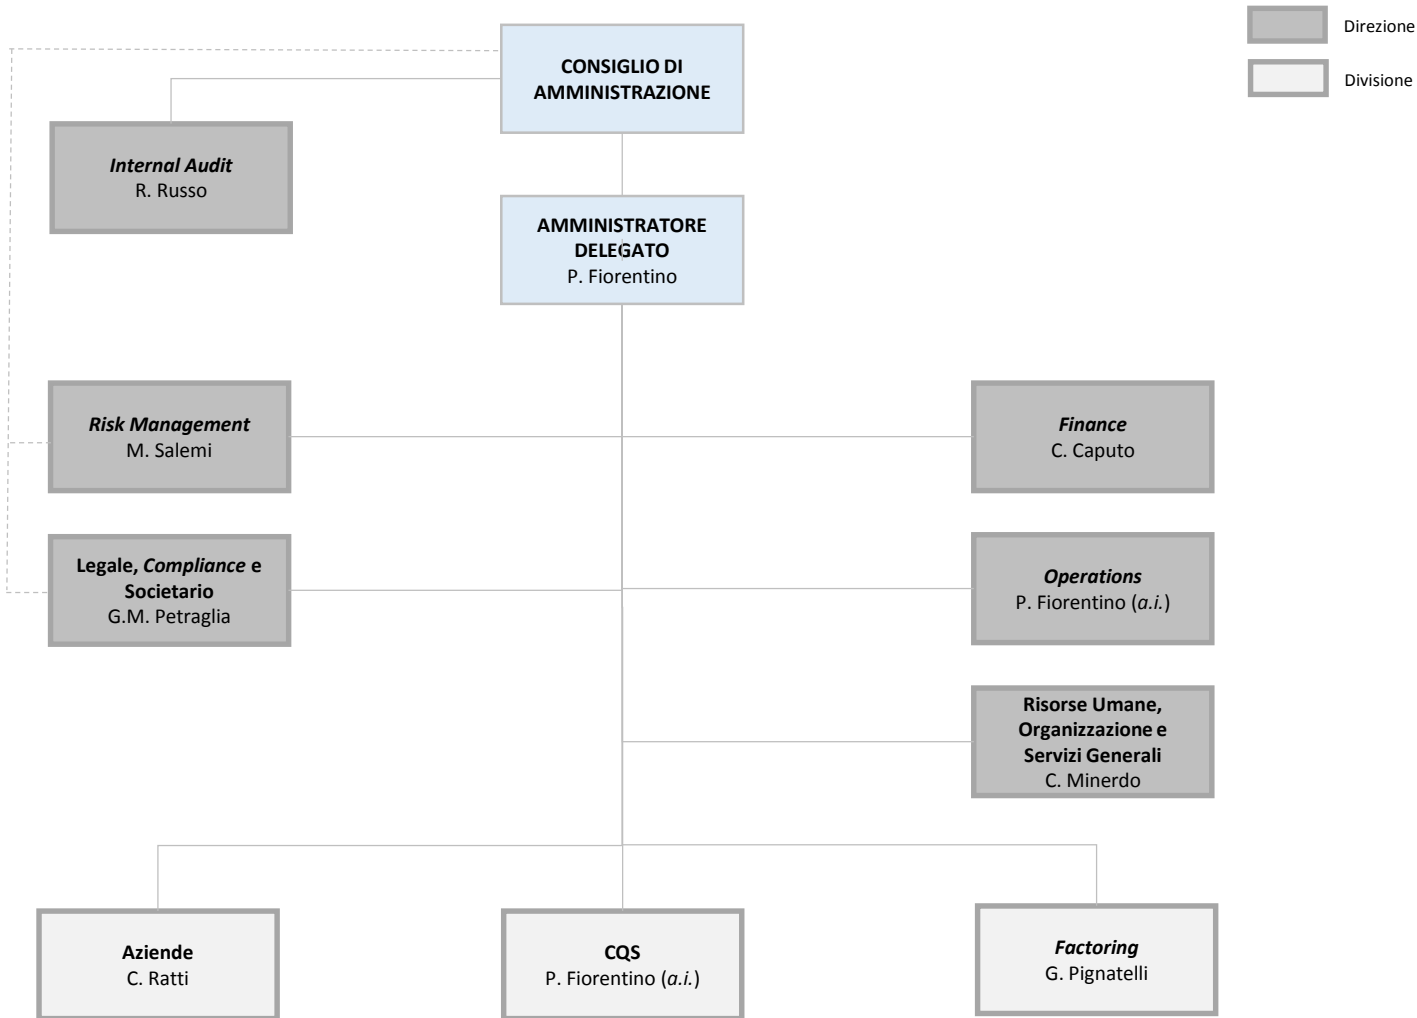 Direzione
Divisione
CONSIGLIO DI
AMMINISTRAZIONE
Internal Audit
R. Russo
AMMINISTRATORE
DELEGATO
P. Fiorentino
Risk Management
M. Salemi
Finance
C. Caputo
Legale, Compliance e
Societario
G.M. Petraglia
Operations
P. Fiorentino (a.i.)
Risorse Umane,
Organizzazione e
Servizi Generali
C. Minerdo
Aziende
C. Ratti
CQS
P. Fiorentino (a.i.)
Factoring
G. Pignatelli